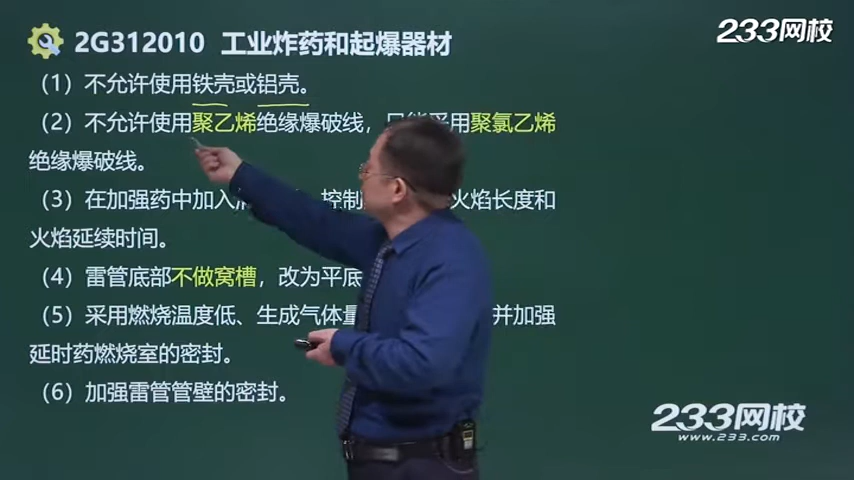 233网校
2G312010 工业炸药和起爆器材
（1）不允许使用铁壳或铝壳。
（2）不允许使用聚乙烯绝缘爆破线，只能采用聚氯乙烯
绝缘爆破线。
（3）在加强药中加入 控制 火焰长度和
火焰延续时间。
（4）雷管底部不做窝槽，改为平底
（5）采用燃烧温度低、生成气体量 并加强
延时药燃烧室的密封。
（6）加强雷管管壁的密封。
233网校
www.233.com